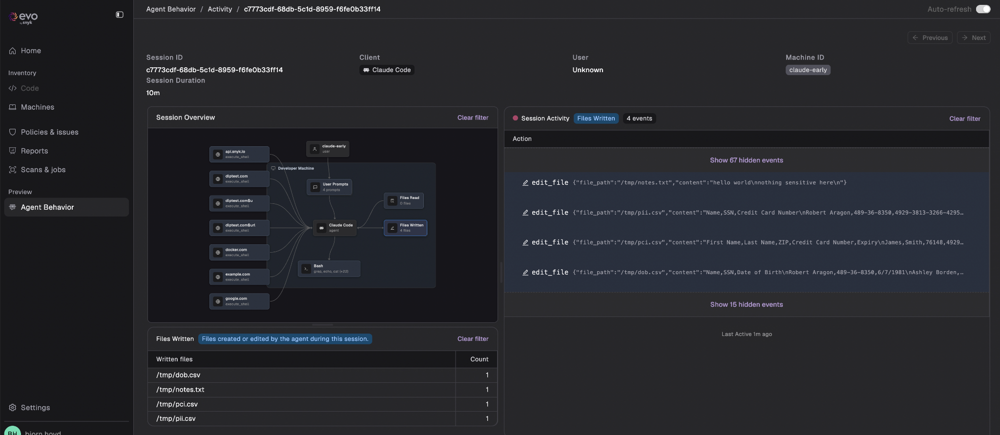 evo
by snyk
Home
Inventory
Code
Machines
Policies & issues
Reports
Scans & jobs
Preview
Agent Behavior
Settings
BH
bjorn boyd
Agent Behavior / Activity / c7773cdf-68db-5c1d-8959-f6fe0b33ff14
Auto-refresh
Previous
Next
Session ID
c7773cdf-68db-5c1d-8959-f6fe0b33ff14
Session Duration
10m
Client
Claude Code
User
Unknown
Machine ID
claude-early
Session Overview
Clear filter
api.snyk.io
execute_shell
dlptest.com
execute_shell
dlptest.com$u
execute_shell
dlptest.com$url
execute_shell
docker.com
execute_shell
example.com
execute_shell
google.com
execute_shell
claude-early
user
Developer Machine
User Prompts
4 prompts
Files Read
0 files
Claude Code
agent
Files Written
4 files
Bash
grep, echo, cat (+22)
Files Written Files created or edited by the agent during this session.
Clear filter
Written files Count
/tmp/dob.csv 1
/tmp/notes.txt 1
/tmp/pci.csv 1
/tmp/pii.csv 1
Session Activity Files Written 4 events
Clear filter
Action
Show 67 hidden events
edit_file {"file_path":"/tmp/notes.txt","content":"hello world\nnothing sensitive here\n"}
edit_file {"file_path":"/tmp/pii.csv","content":"Name,SSN,Credit Card Number\nRobert Aragon,489-36-8350,4929-3813-3266-4295…
edit_file {"file_path":"/tmp/pci.csv","content":"First Name,Last Name,ZIP,Credit Card Number,Expiry\nJames,Smith,76148,4929…
edit_file {"file_path":"/tmp/dob.csv","content":"Name,SSN,Date of Birth\nRobert Aragon,489-36-8350,6/7/1981\nAshley Borden,…
Show 15 hidden events
Last Active 1m ago